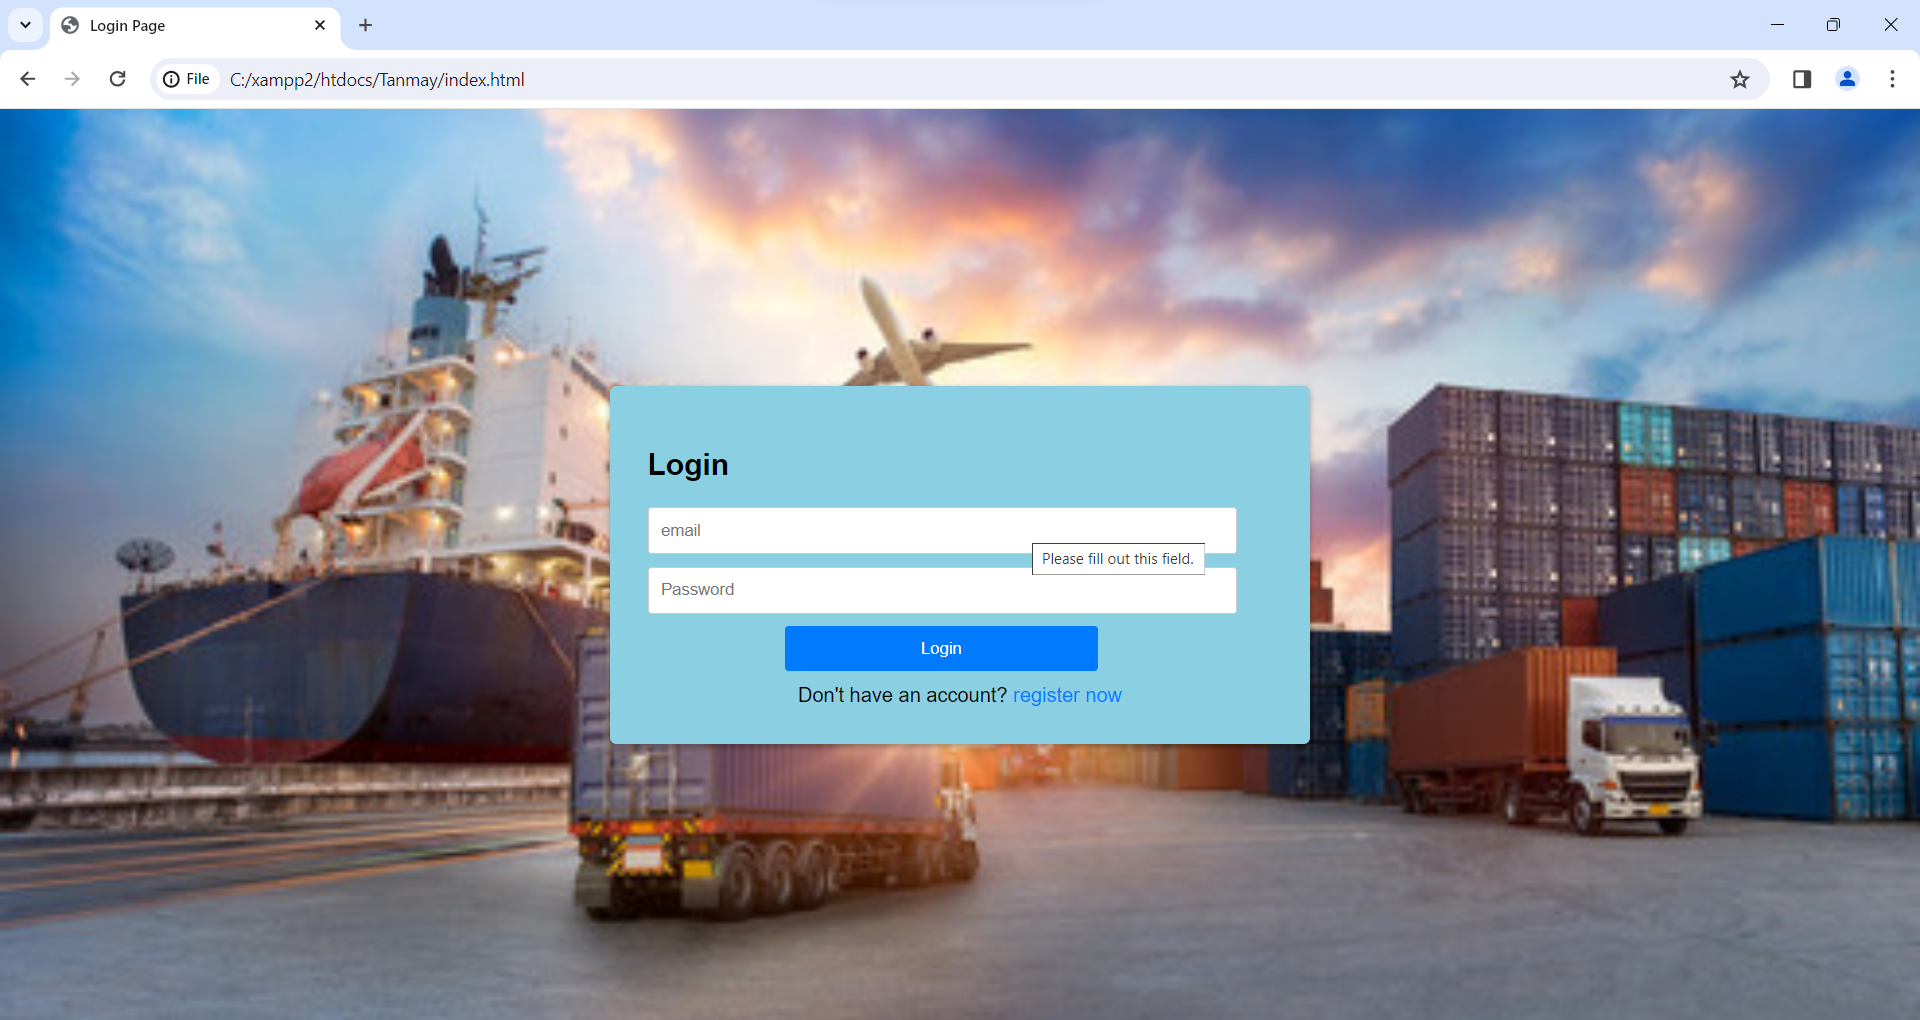 Login Page
File
C:/xampp2/htdocs/Tanmay/index.html
Login
email
Please fill out this field.
Password
Login
Don't have an account? register now